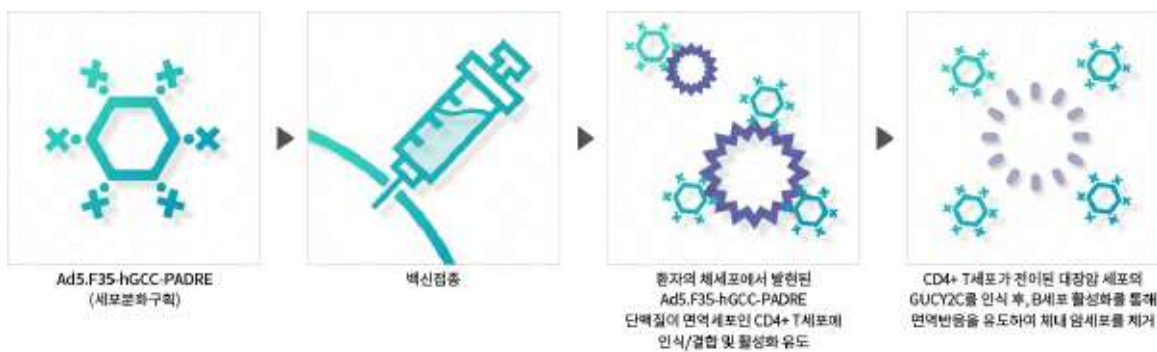 Ad5.F35-hGCC-PADRE
(세포분화구획)
백신접종
환자의 체세포에서 발현된
Ad5.F35-hGCC-PADRE
단백질이 면역세포인 CD4+ T세포에
인식/결합 및 활성화 유도
CD4+ T세포가 전이된 대장암 세포의
GUCY2C를 인식 후, B세포 활성화를 통해
면역반응을 유도하여 체내 암세포를 제거